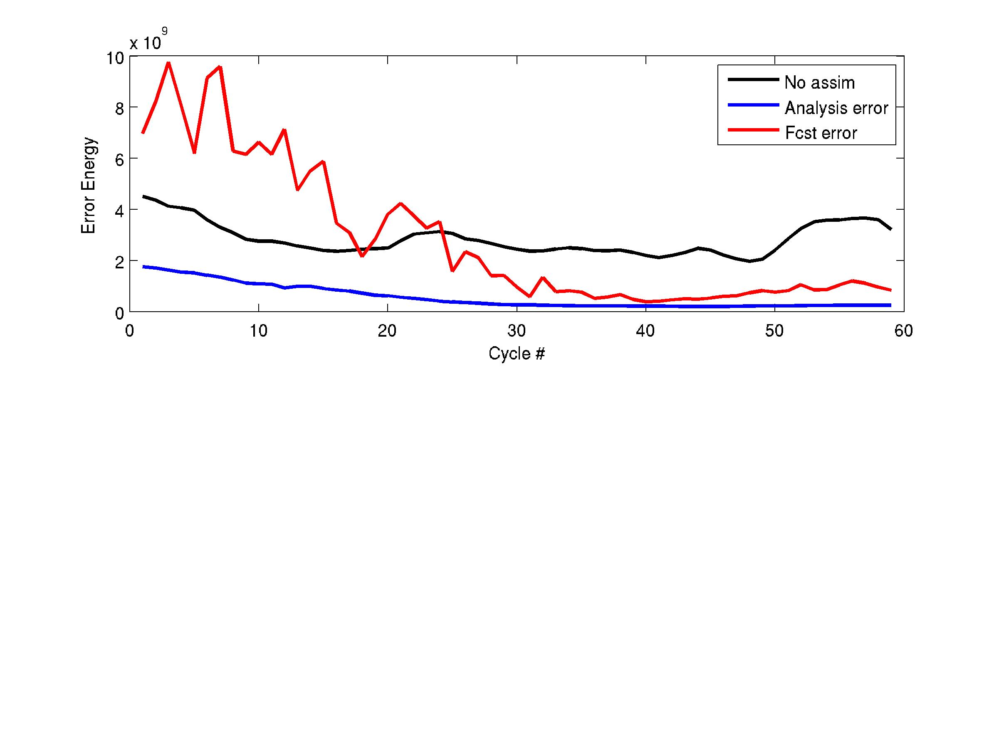 x 10^9
10
8
6
4
2
0
Error Energy
No assim
Analysis error
Fcst error
0 10 20 30 40 50 60
Cycle #